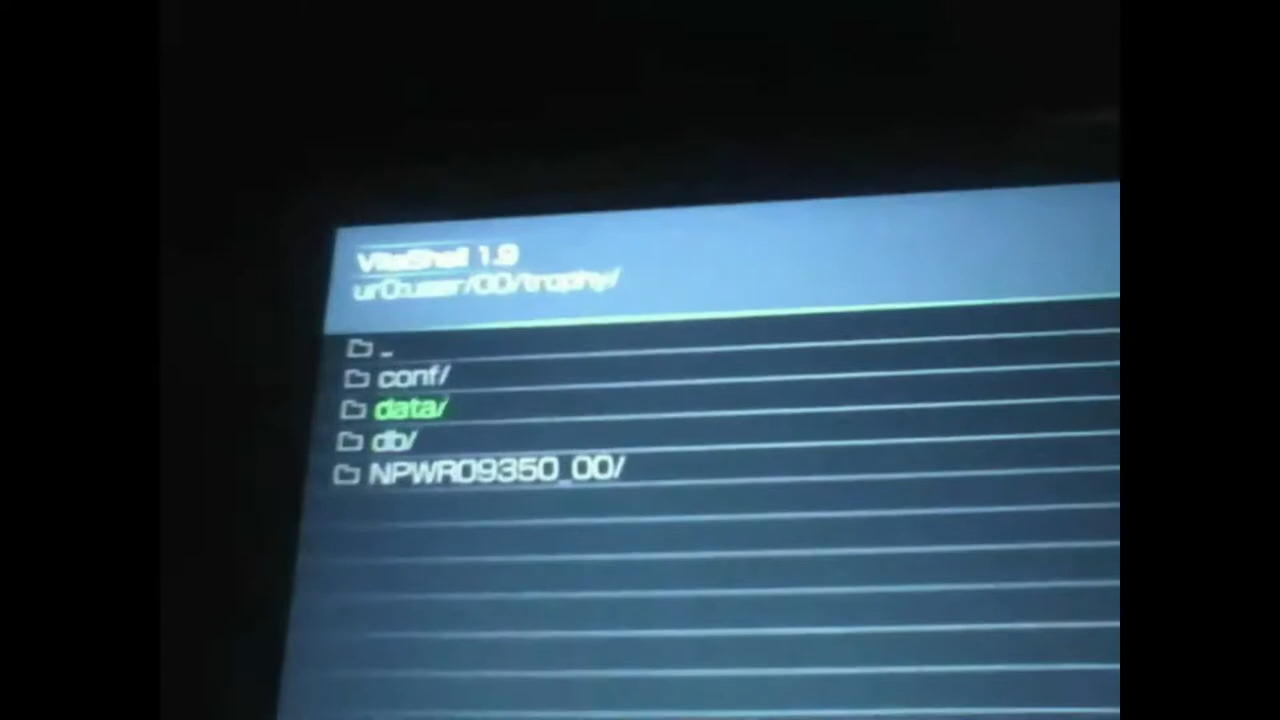 VitaShell 1.9
ur0:user/00/trophy/
..
conf/
data/
db/
NPWR09350_00/